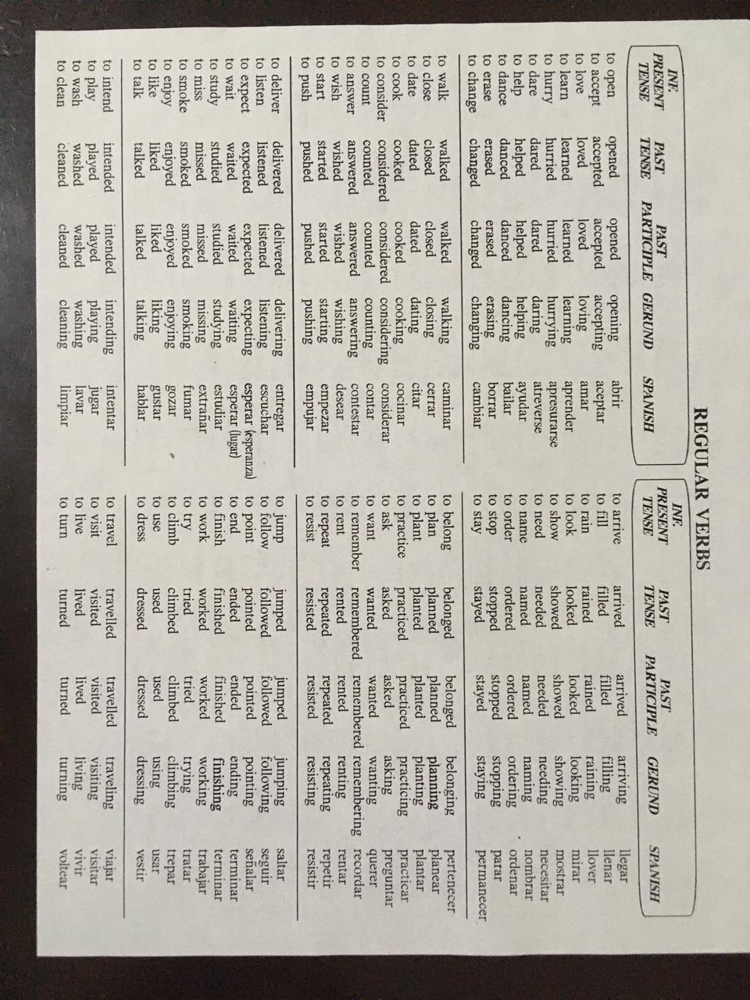 REGULAR VERBS
INF. PRESENT TENSE PAST TENSE PAST PARTICIPLE GERUND SPANISH
to open opened opened opening abrir
to accept accepted accepted accepting aceptar
to love loved loved loving amar
to learn learned learned learning aprender
to hurry hurried hurried hurrying apresurarse
to dare dared dared daring atreverse
to help helped helped helping ayudar
to dance danced danced dancing bailar
to erase erased erased erasing borrar
to change changed changed changing cambiar
to walk walked walked walking caminar
to close closed closed closing cerrar
to date dated dated dating citar
to cook cooked cooked cooking cocinar
to consider considered considered considering considerar
to count counted counted counting contar
to answer answered answered answering contestar
to wish wished wished wishing desear
to start started started starting empezar
to push pushed pushed pushing empujar
to deliver delivered delivered delivering entregar
to listen listened listened listening escuchar
to expect expected expected expecting esperar (esperanza)
to wait waited waited waiting esperar (lugar)
to study studied studied studying estudiar
to miss missed missed missing extrañar
to smoke smoked smoked smoking fumar
to enjoy enjoyed enjoyed enjoying gozar
to like liked liked liking gustar
to talk talked talked talking hablar
to intend intended intended intending intentar
to play played played playing jugar
to wash washed washed washing lavar
to clean cleaned cleaned cleaning limpiar
INF. PRESENT TENSE PAST TENSE PAST PARTICIPLE GERUND SPANISH
to arrive arrived arrived arriving llegar
to fill filled filled filling llenar
to rain rained rained raining llover
to look looked looked looking mirar
to show showed showed showing mostrar
to need needed needed needing necesitar
to name named named naming nombrar
to order ordered ordered ordering ordenar
to stop stopped stopped stopping parar
to stay stayed stayed staying permanecer
to belong belonged belonged belonging pertenecer
to plan planned planned planning planear
to plant planted planted planting plantar
to practice practiced practiced practicing practicar
to ask asked asked asking preguntar
to want wanted wanted wanting querer
to remember remembered remembered remembering recordar
to rent rented rented renting rentar
to repeat repeated repeated repeating repetir
to resist resisted resisted resisting resistir
to jump jumped jumped jumping saltar
to follow followed followed following seguir
to point pointed pointed pointing señalar
to end ended ended ending terminar
to finish finished finished finishing terminar
to work worked worked working trabajar
to try tried tried trying tratar
to climb climbed climbed climbing trepar
to use used used using usar
to dress dressed dressed dressing vestir
to travel travelled travelled traveling viajar
to visit visited visited visiting visitar
to live lived lived living vivir
to turn turned turned turning voltear